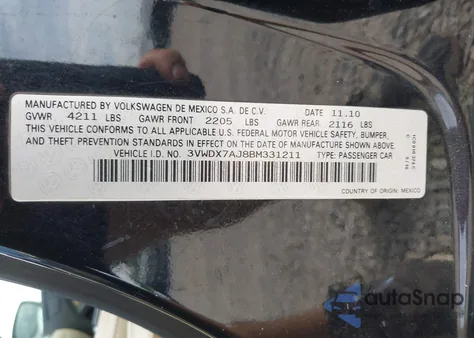 MANUFACTURED BY VOLKSWAGEN DE MEXICO S.A. DE C.V. DATE 11.10
GVWR 4211 LBS GAWR FRONT 2205 LBS GAWR REAR 2116 LBS
THIS VEHICLE CONFORMS TO ALL APPLICABLE U.S. FEDERAL MOTOR VEHICLE SAFETY, BUMPER,
AND THEFT PREVENTION STANDARDS IN EFFECT ON THE DATE OF MANUFACTURE SHOWN ABOVE.
VEHICLE I.D. NO. 3VWDX7AJ8BM331211 TYPE: PASSENGER CAR
COUNTRY OF ORIGIN: MEXICO
autoSnap